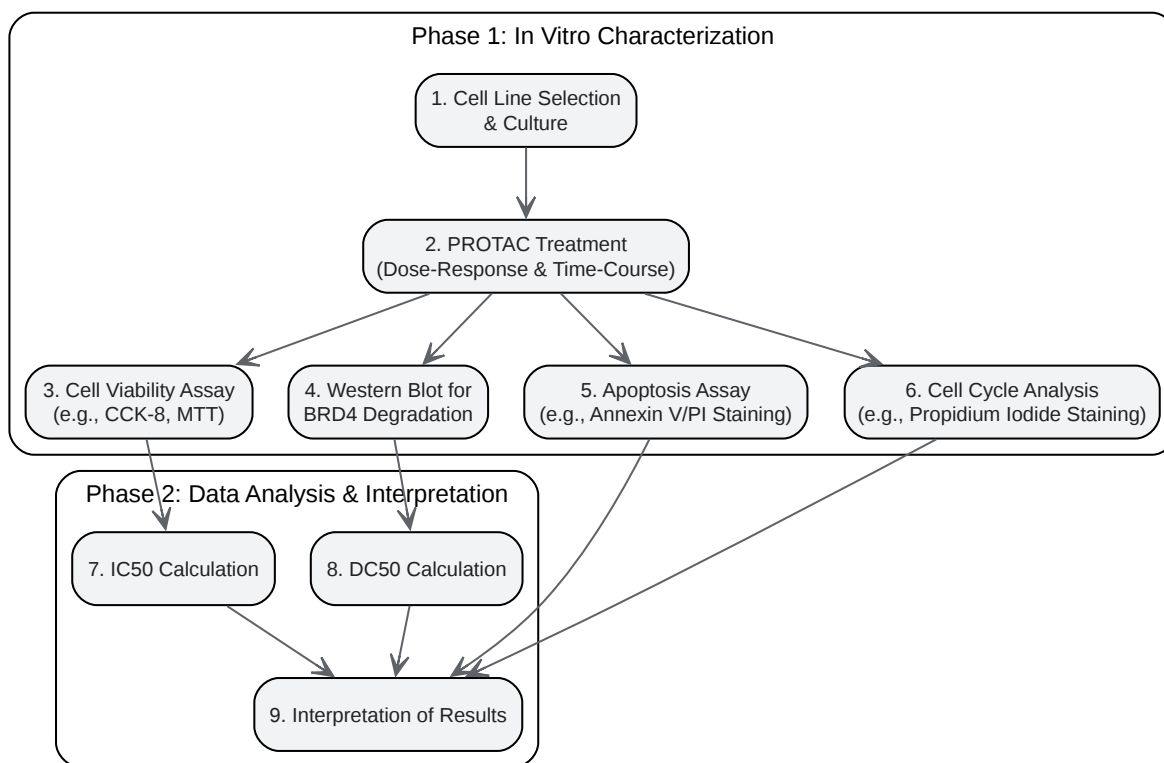 Phase 1: In Vitro Characterization
1. Cell Line Selection
& Culture
2. PROTAC Treatment
(Dose-Response & Time-Course)
3. Cell Viability Assay
(e.g., CCK-8, MTT)
4. Western Blot for
BRD4 Degradation
5. Apoptosis Assay
(e.g., Annexin V/PI Staining)
6. Cell Cycle Analysis
(e.g., Propidium Iodide Staining)
Phase 2: Data Analysis & Interpretation
7. IC50 Calculation
8. DC50 Calculation
9. Interpretation of Results